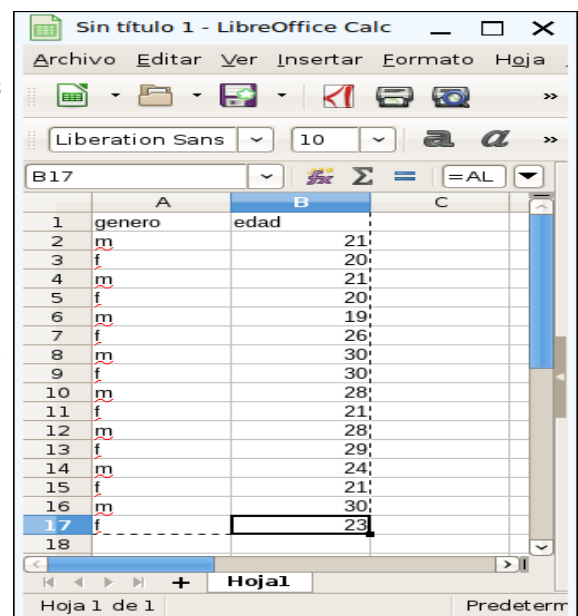 Sin título 1 - LibreOffice Calc
Archivo Editar Ver Insertar Formato Hoja
Liberation Sans 10 a a
B17 =AL
A B C
1 genero edad
2 m 21
3 f 20
4 m 21
5 f 20
6 m 19
7 f 26
8 m 30
9 f 30
10 m 28
11 f 21
12 m 28
13 f 29
14 m 24
15 f 21
16 m 30
17 f 23
18
Hoja1
Hoja 1 de 1 Predeterm